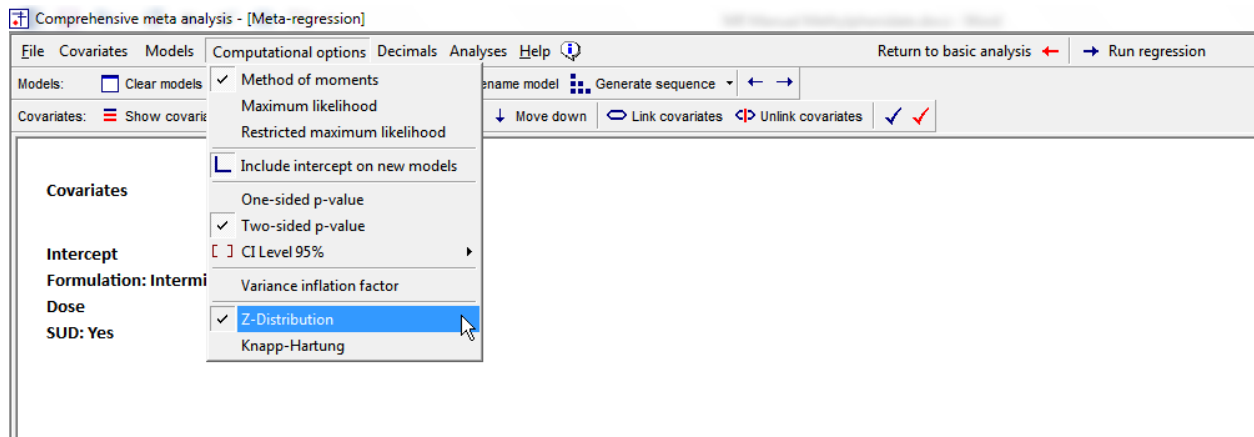 Comprehensive meta analysis - [Meta-regression]
File Covariates Models Computational options Decimals Analyses Help Return to basic analysis Run regression
Models: Clear models ename model Generate sequence
Covariates: Show covaria Move down Link covariates Unlink covariates
Method of moments
Maximum likelihood
Restricted maximum likelihood
Include intercept on new models
One-sided p-value
Two-sided p-value
CI Level 95%
Variance inflation factor
Z-Distribution
Knapp-Hartung
Covariates
Intercept
Formulation: Intermi
Dose
SUD: Yes